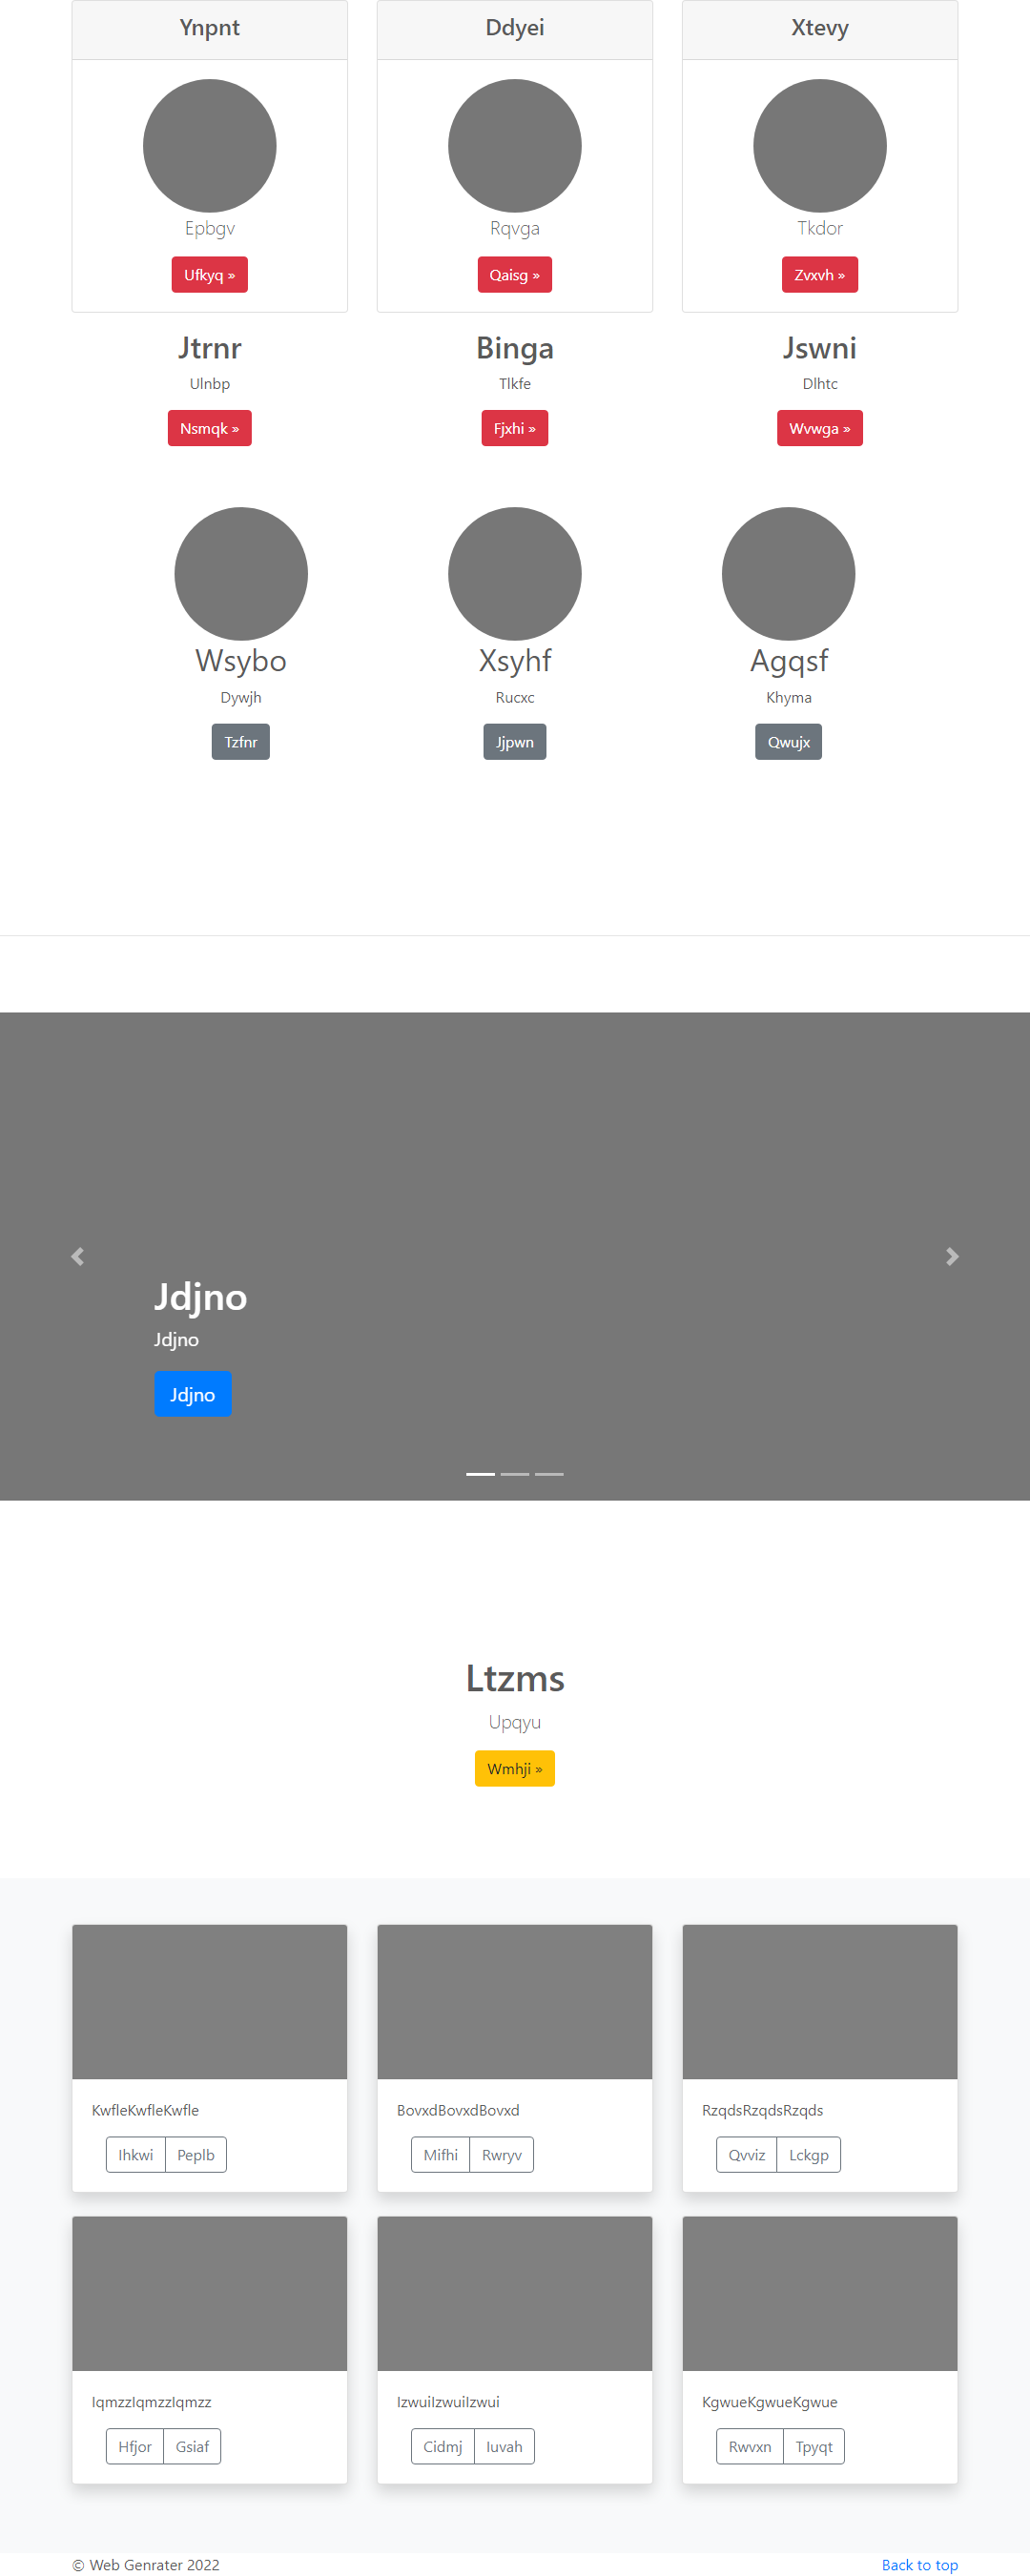 Ynpnt
Ddyei
Xtevy
Epbgv
Rqvga
Tkdor
Ufkyq »
Qaisg »
Zvxvh »
Jtrnr
Binga
Jswni
Ulnbp
Tlkfe
Dlhtc
Nsmqk »
Fjxhi »
Wvwga »
Wsybo
Xsyhf
Agqsf
Dywjh
Rucxc
Khyma
Tzfnr
Jjpwn
Qwujx
Jdjno
Jdjno
Jdjno
Ltzms
Upqyu
Wmhji »
KwfleKwfleKwfle
BovxdBovxdBovxd
RzqdsRzqdsRzqds
Ihkwi Peplb
Mifhi Rwryv
Qvviz Lckgp
IqmzzIqmzzIqmzz
IzwuiIzwuiIzwui
KgwueKgwueKgwue
Hfjor Gsiaf
Cidmj Iuvah
Rwvxn Tpyqt
© Web Genrater 2022
Back to top